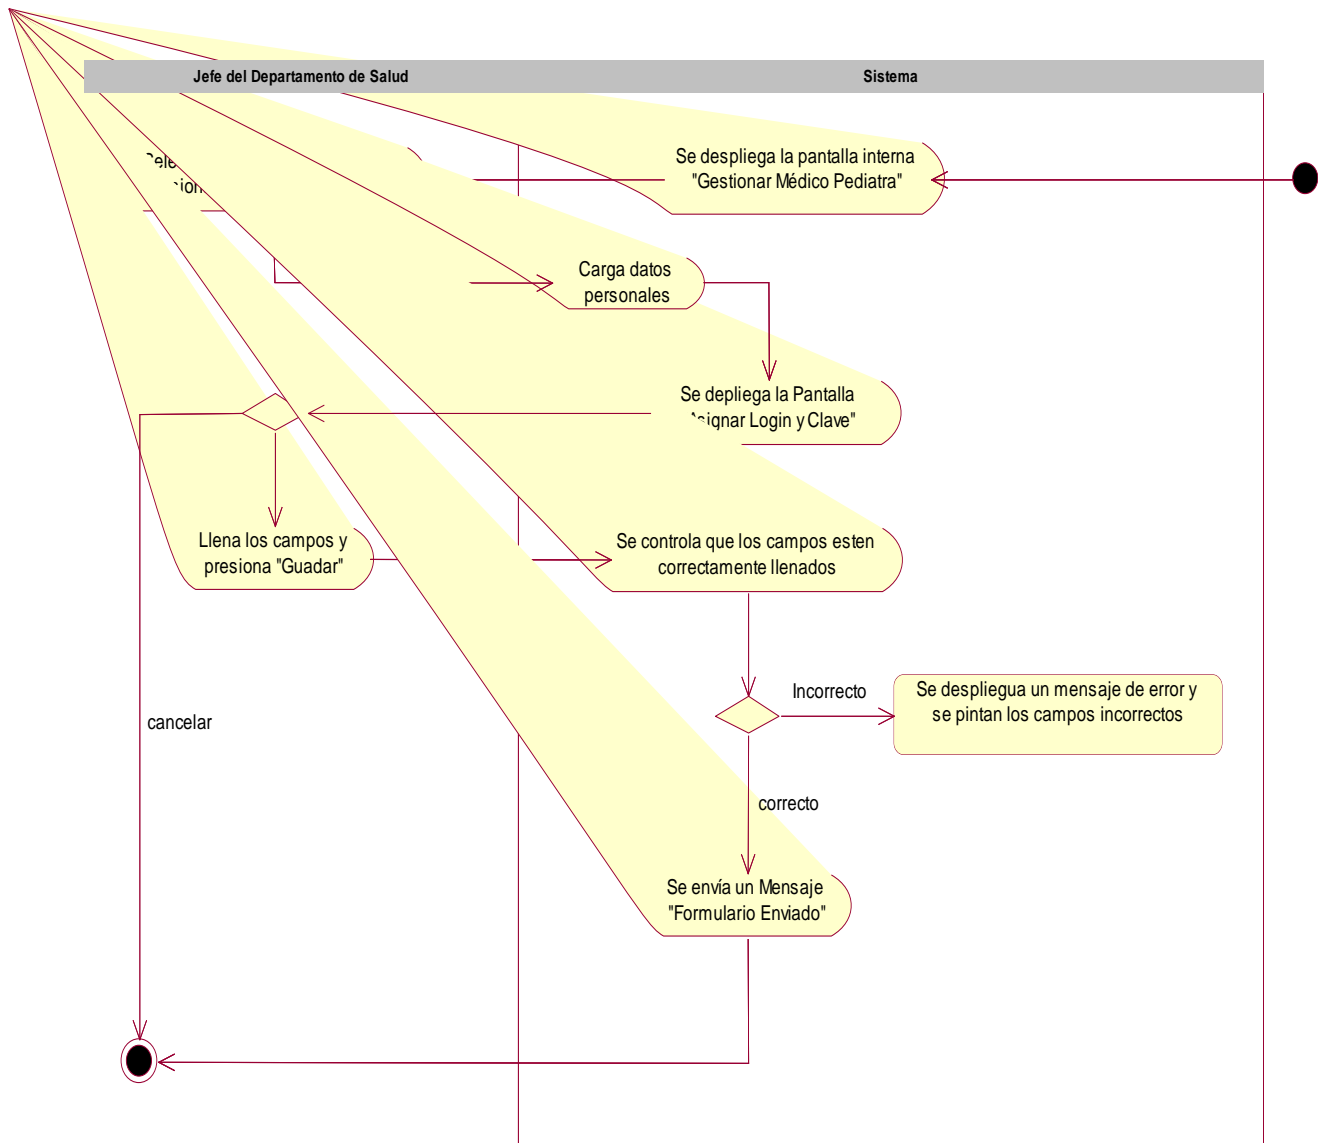 Jefe del Departamento de Salud
Sistema
Se despliega la pantalla interna
"Gestionar Médico Pediatra"
Carga datos
personales
Se depliega la Pantalla
Login y Clave"
Llena los campos y
presiona "Guadar"
Se controla que los campos esten
correctamente llenados
Incorrecto
Se despliegua un mensaje de error y
se pintan los campos incorrectos
cancelar
correcto
Se envía un Mensaje
"Formulario Enviado"